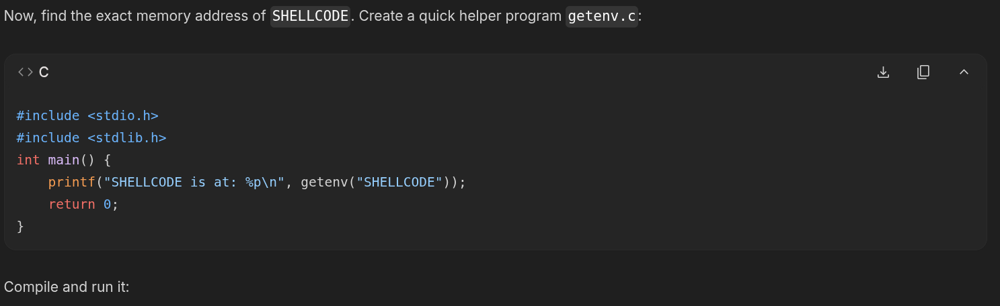 Now, find the exact memory address of SHELLCODE. Create a quick helper program getenv.c:
<> C
#include <stdio.h>
#include <stdlib.h>
int main() {
    printf("SHELLCODE is at: %p\n", getenv("SHELLCODE"));
    return 0;
}
Compile and run it: